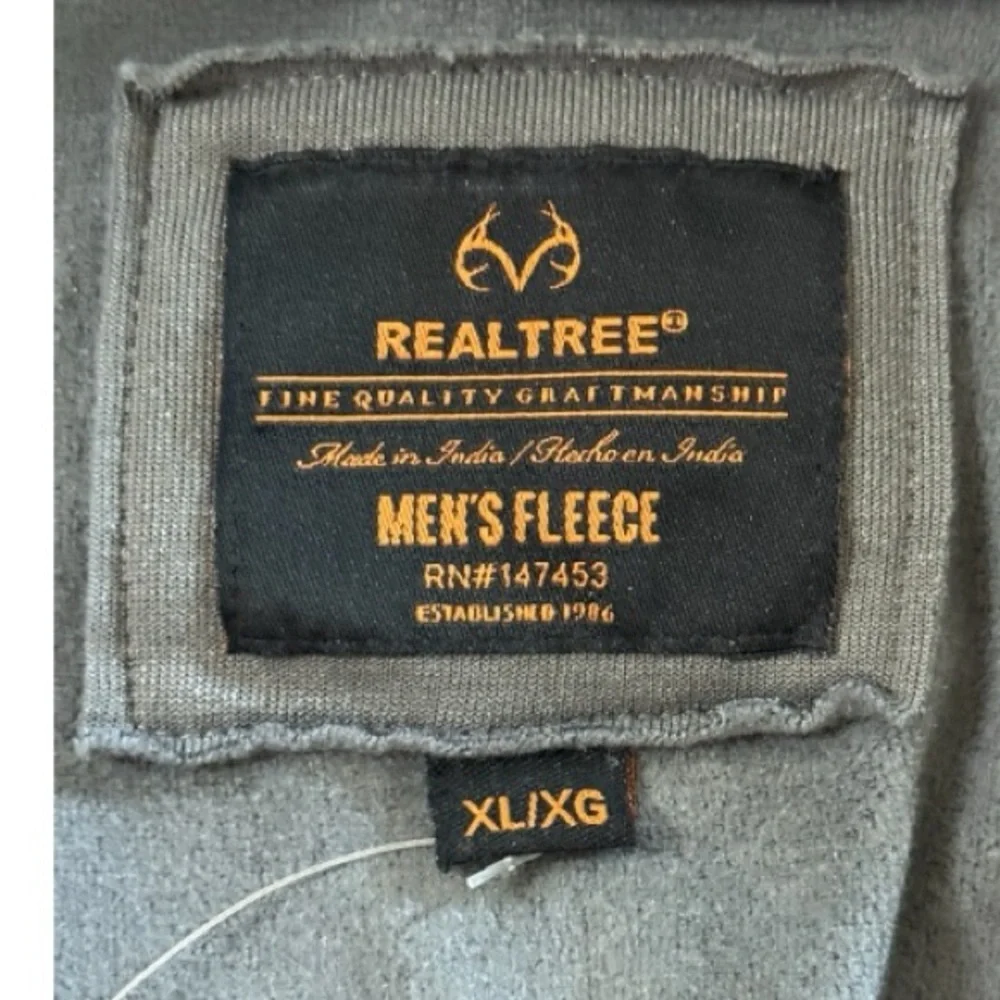 REALTREE®
FINE QUALITY CRAFTMANSHIP
Made in India / Hecho en India
MEN'S FLEECE
RN#147453
ESTABLISHED 1986
XL/XG